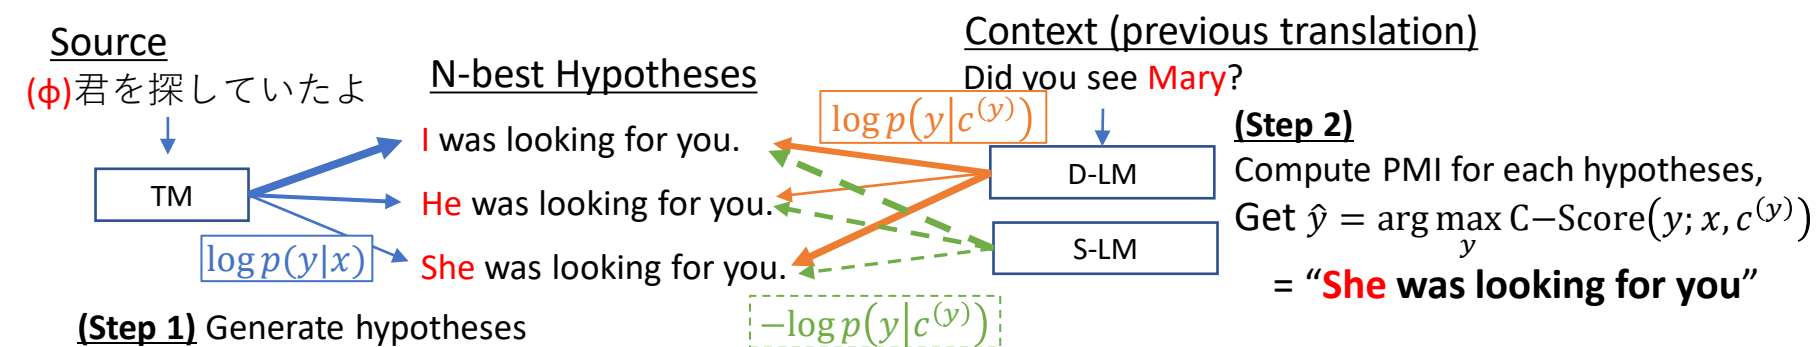 Source
(φ)君を探していたよ
TM
log p(y|x)
(Step 1) Generate hypotheses
N-best Hypotheses
I was looking for you.
He was looking for you.
She was looking for you.
Context (previous translation)
Did you see Mary?
log p(y|c^(y))
D-LM
S-LM
−log p(y|c^(y))
(Step 2)
Compute PMI for each hypotheses,
Get ŷ = arg max C−Score(y; x, c^(y))
y
= “She was looking for you”